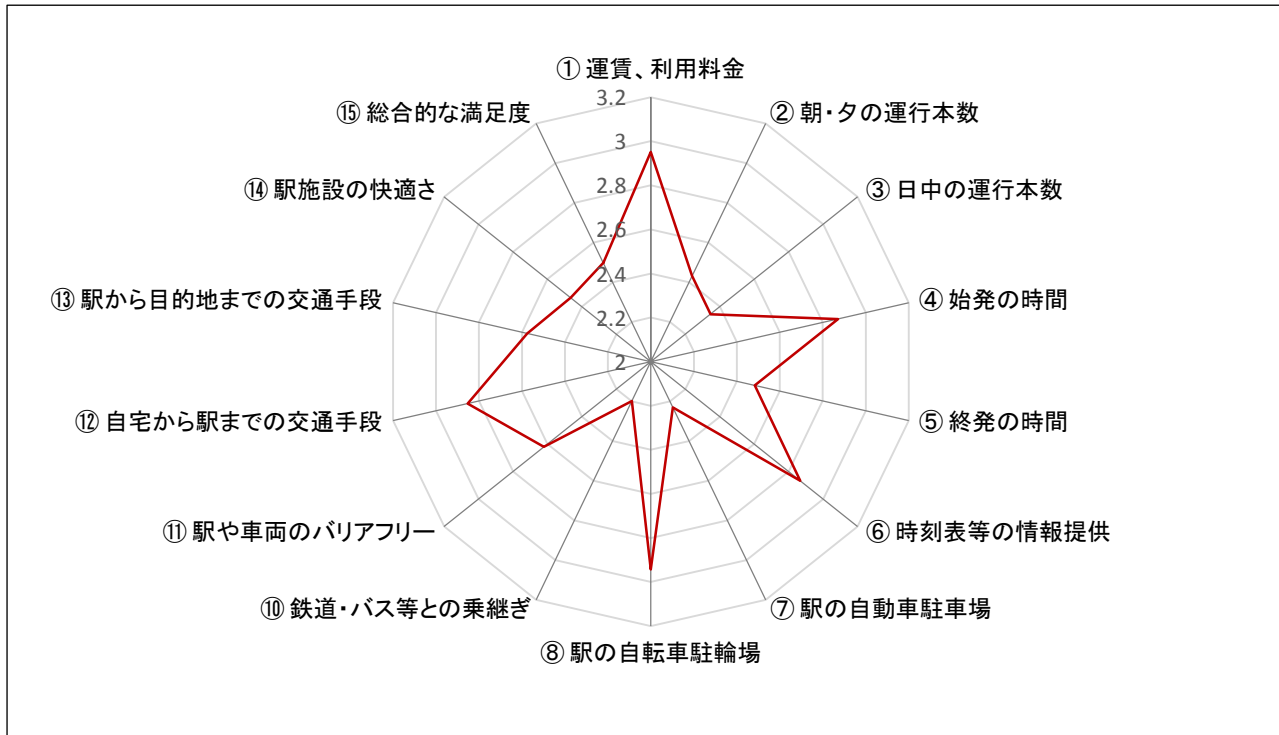 ① 運賃、利用料金
② 朝・夕の運行本数
③ 日中の運行本数
④ 始発の時間
⑤ 終発の時間
⑥ 時刻表等の情報提供
⑦ 駅の自動車駐車場
⑧ 駅の自転車駐輪場
⑩ 鉄道・バス等との乗継ぎ
⑪ 駅や車両のバリアフリー
⑫ 自宅から駅までの交通手段
⑬ 駅から目的地までの交通手段
⑭ 駅施設の快適さ
⑮ 総合的な満足度
3.2
3
2.8
2.6
2.4
2.2
2